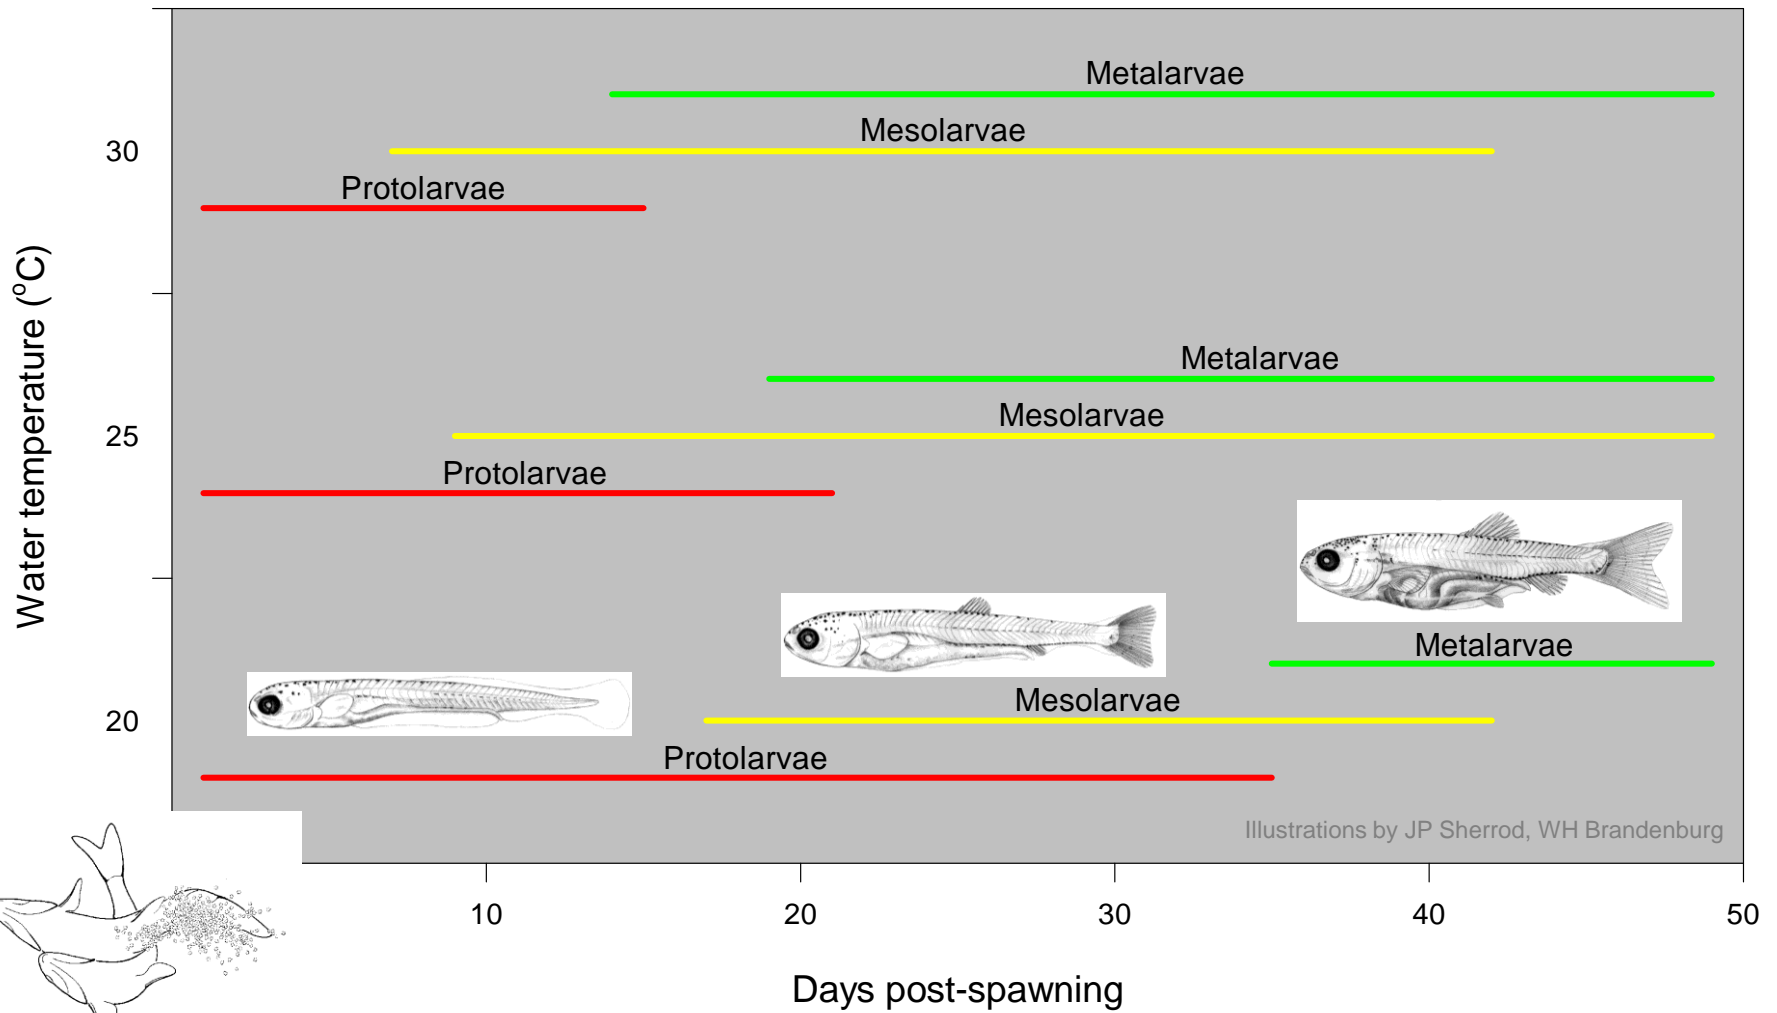 Metalarvae
Mesolarvae
30
Protolarvae
Water temperature (°C)
Metalarvae
Mesolarvae
25
Protolarvae
Metalarvae
Mesolarvae
20
Protolarvae
Illustrations by JP Sherrod, WH Brandenburg
10 20 30 40 50
Days post-spawning